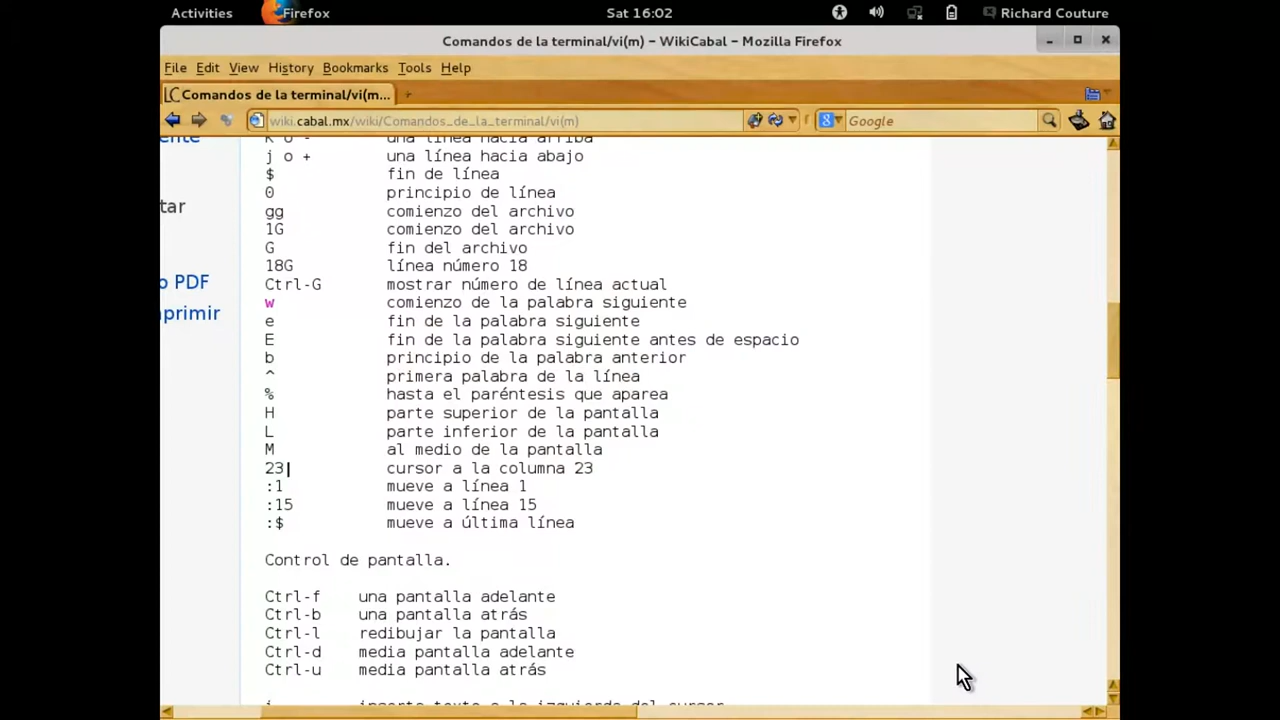 Activities Firefox Sat 16:02 Richard Couture
Comandos de la terminal/vi(m) – WikiCabal – Mozilla Firefox
File Edit View History Bookmarks Tools Help
Comandos de la terminal/vi(m...
wiki.cabal.mx/wiki/Comandos_de_la_terminal/vi(m) Google
k o - una línea hacia arriba
j o + una línea hacia abajo
$ fin de línea
0 principio de línea
tar
gg comienzo del archivo
1G comienzo del archivo
G fin del archivo
18G línea número 18
o PDF
Ctrl-G mostrar número de línea actual
w comienzo de la palabra siguiente
primir
e fin de la palabra siguiente
E fin de la palabra siguiente antes de espacio
b principio de la palabra anterior
^ primera palabra de la línea
% hasta el paréntesis que aparea
H parte superior de la pantalla
L parte inferior de la pantalla
M al medio de la pantalla
23| cursor a la columna 23
:1 mueve a línea 1
:15 mueve a línea 15
:$ mueve a última línea
Control de pantalla.
Ctrl-f una pantalla adelante
Ctrl-b una pantalla atrás
Ctrl-l redibujar la pantalla
Ctrl-d media pantalla adelante
Ctrl-u media pantalla atrás